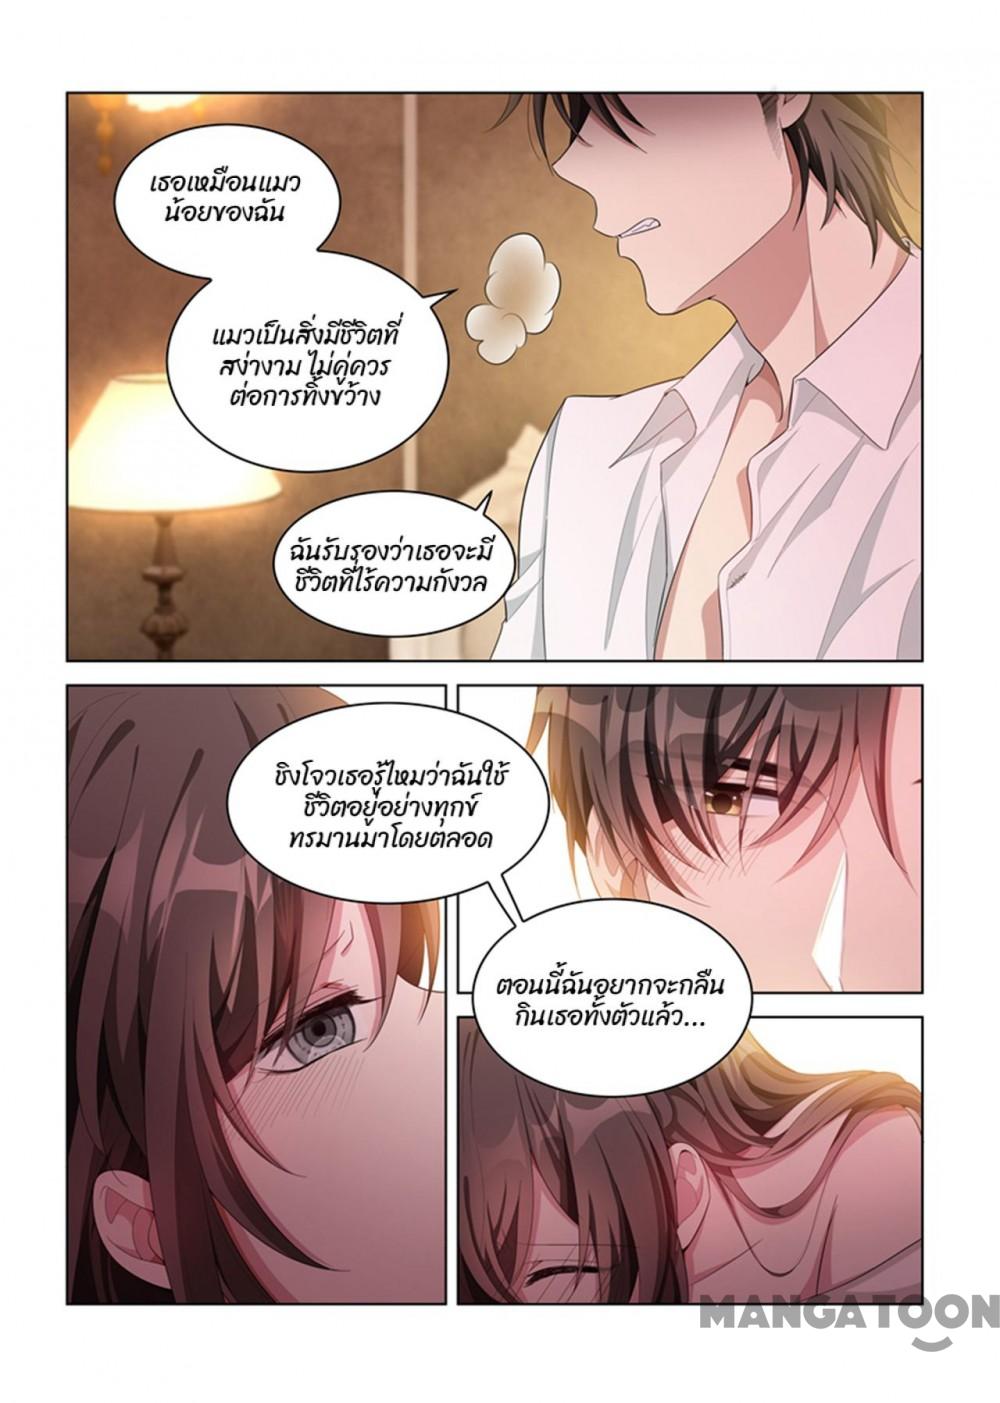 เธอเหมือนแมว
น้อยของฉัน
แมวเป็นสิ่งมีชีวิตที่
สง่างาม ไม่คู่ควร
ต่อการทิ้งขว้าง
ฉันรับรองว่าเธอจะมี
ชีวิตที่ไร้ความกังวล
ชิงโจวเธอรู้ไหมว่าฉันใช้
ชีวิตอยู่อย่างทุกข์
ทรมานมาโดยตลอด
ตอนนี้ฉันอยากจะกลืน
กินเธอทั้งตัวแล้ว...
MANGATOON